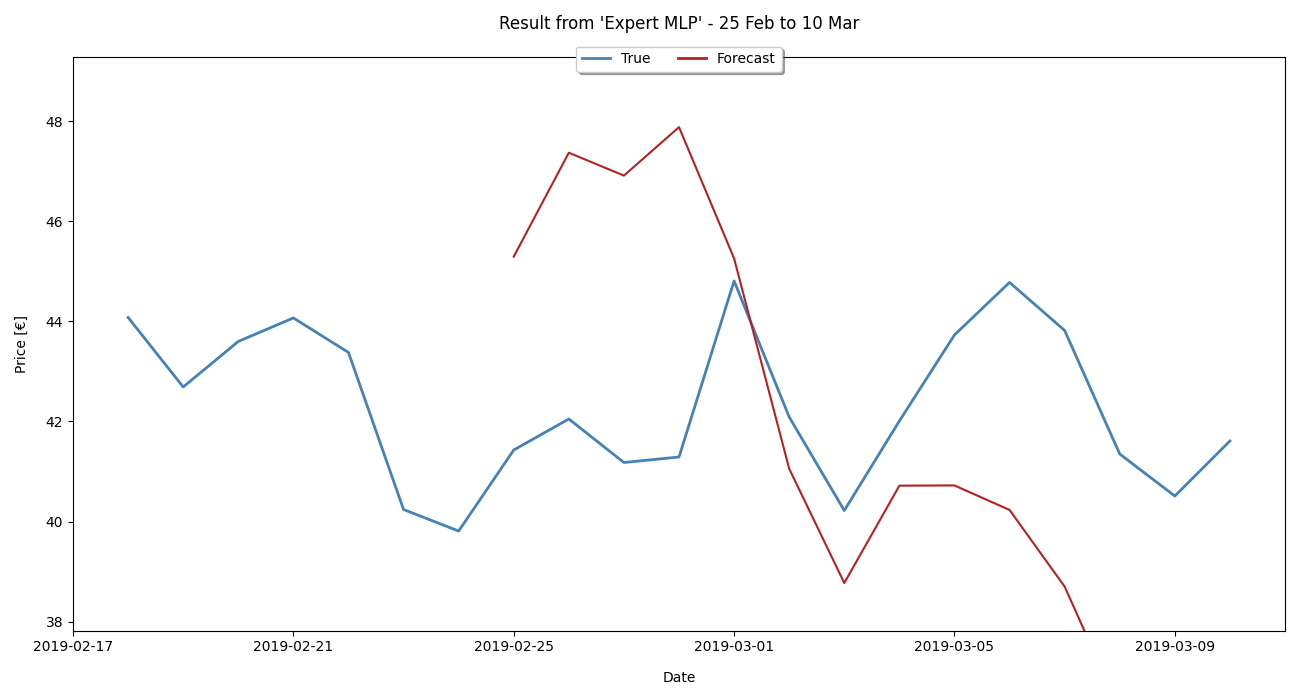 Result from 'Expert MLP' - 25 Feb to 10 Mar
True Forecast
48
46
44
42
40
38
Price [€]
2019-02-17 2019-02-21 2019-02-25 2019-03-01 2019-03-05 2019-03-09
Date